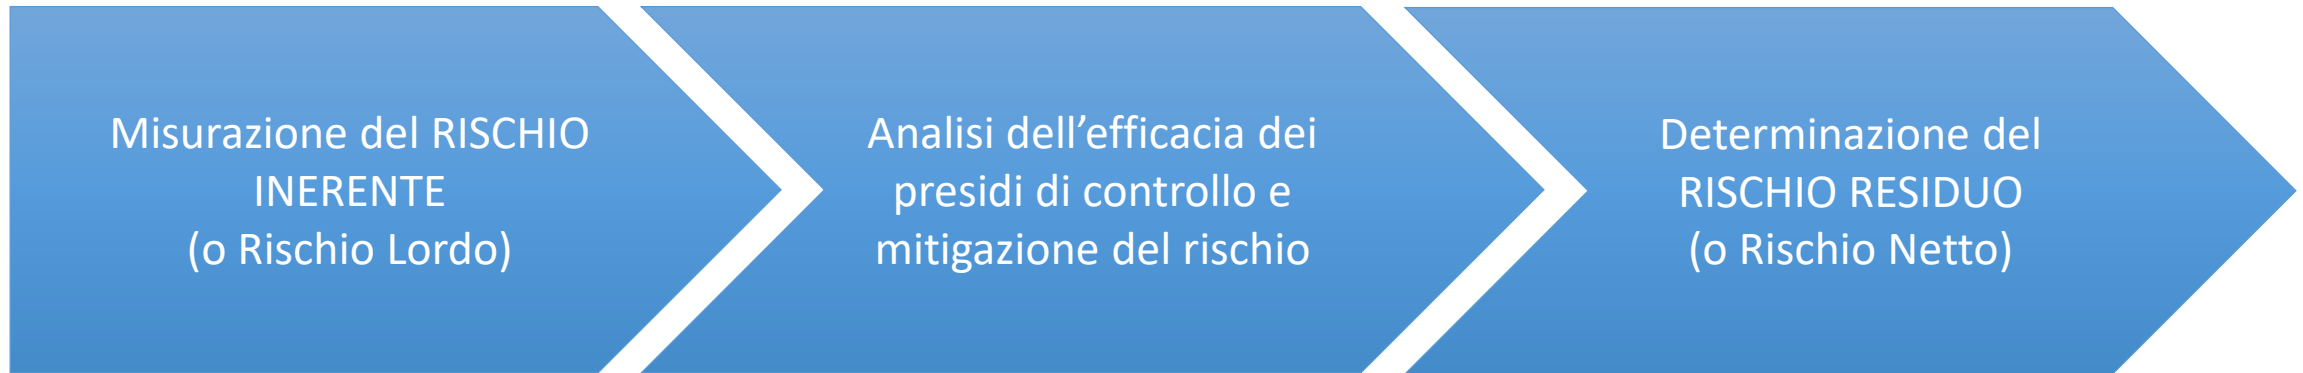 Misurazione del RISCHIO
INERENTE
(o Rischio Lordo)
Analisi dell’efficacia dei
presidi di controllo e
mitigazione del rischio
Determinazione del
RISCHIO RESIDUO
(o Rischio Netto)